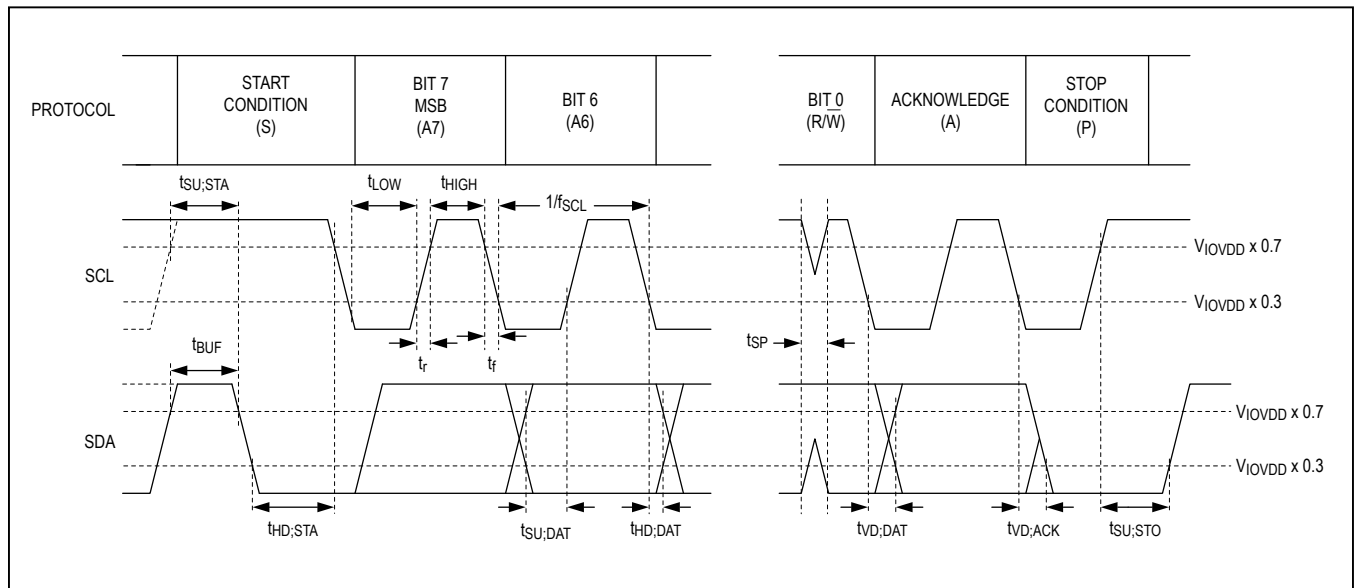 PROTOCOL
START
CONDITION
(S)
BIT 7
MSB
(A7)
BIT 6
(A6)
BIT 0
(R/W̅)
ACKNOWLEDGE
(A)
STOP
CONDITION
(P)
tSU;STA
tLOW
tHIGH
1/fSCL
SCL
VIOVDD x 0.7
VIOVDD x 0.3
tBUF
tr
tf
tSP
SDA
VIOVDD x 0.7
VIOVDD x 0.3
tHD;STA
tSU;DAT
tHD;DAT
tVD;DAT
tVD;ACK
tSU;STO